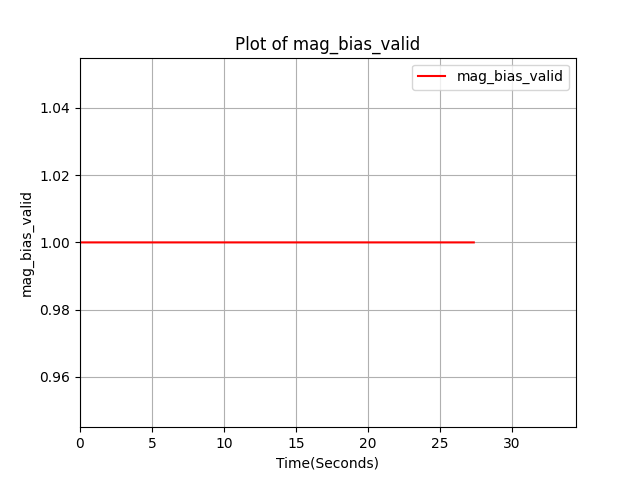 Plot of mag_bias_valid
mag_bias_valid
1.04
1.02
1.00
0.98
0.96
mag_bias_valid
0 5 10 15 20 25 30
Time(Seconds)